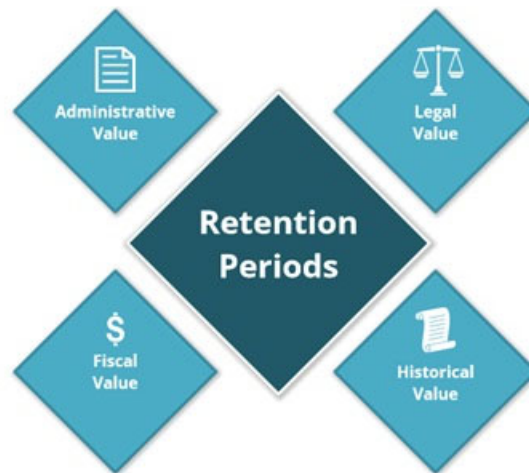 Administrative
Value
Legal
Value
Retention
Periods
$
Fiscal
Value
Historical
Value